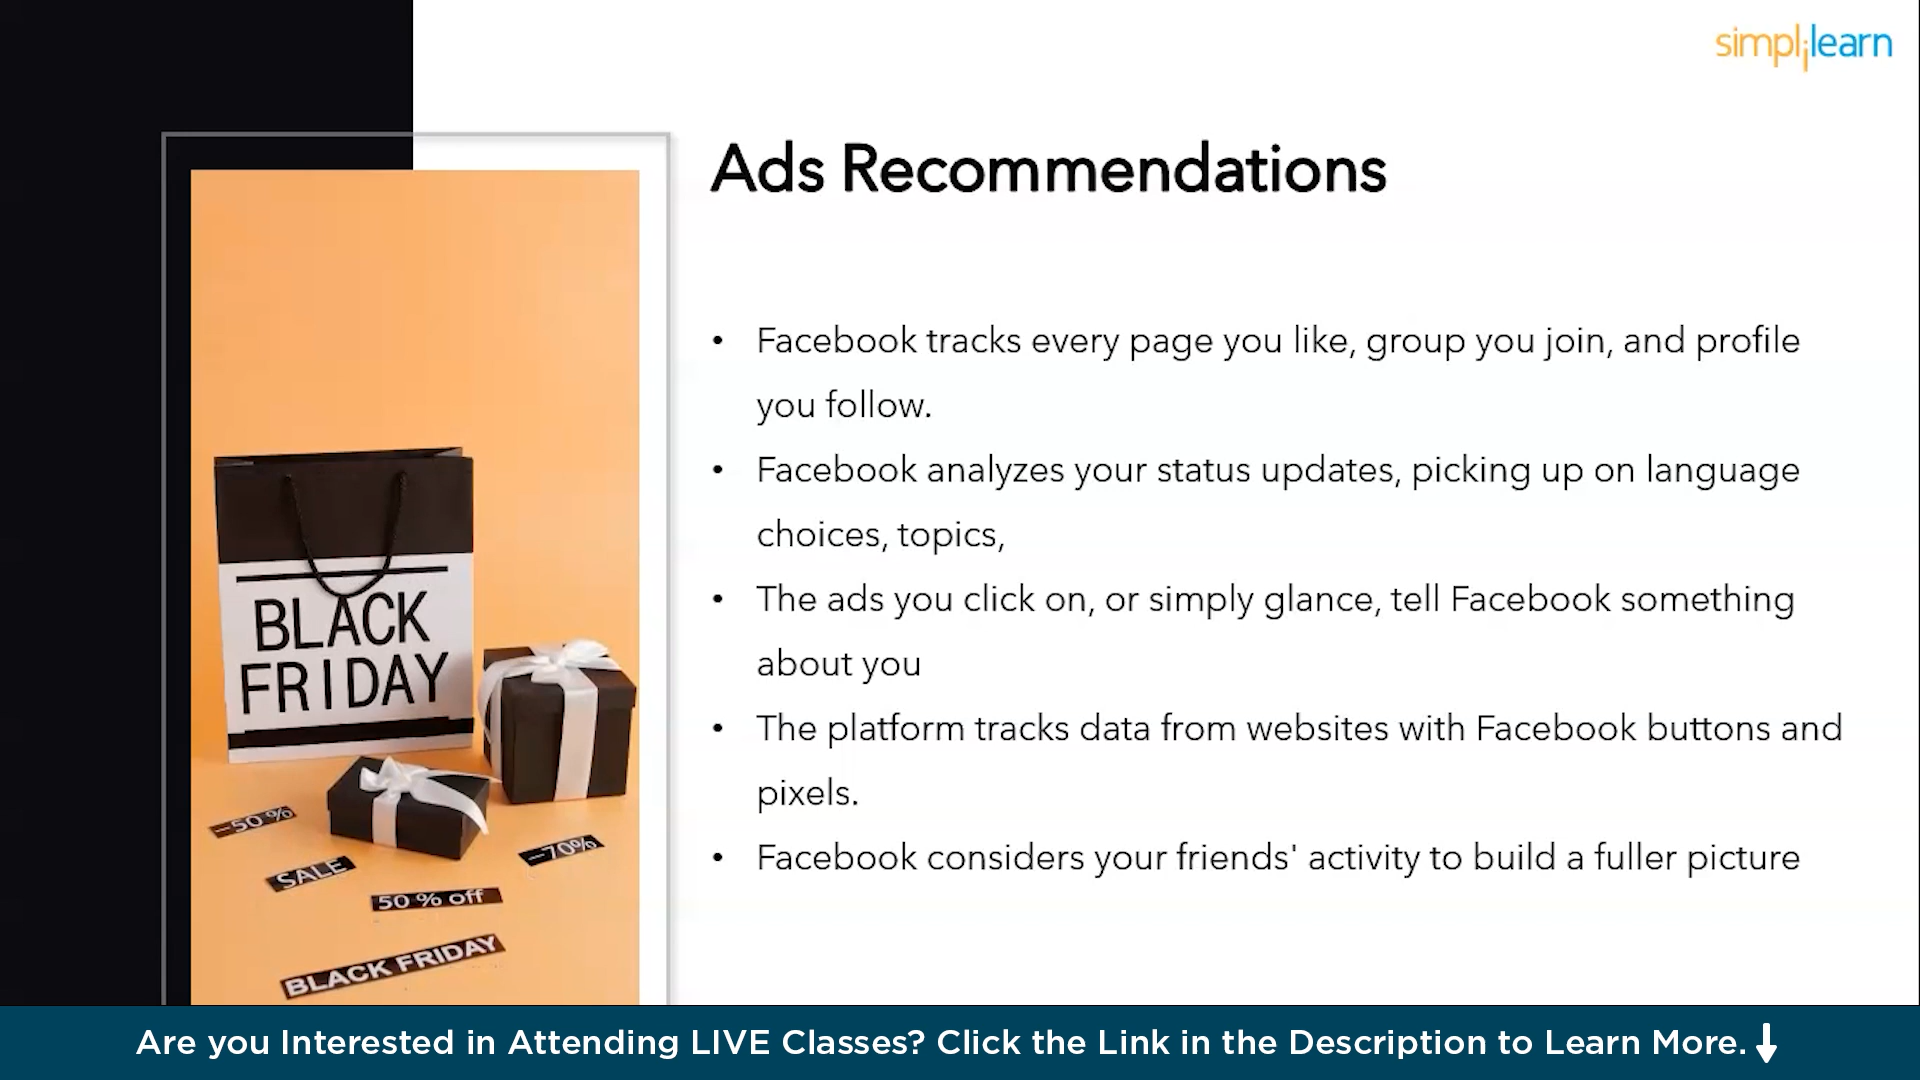 simplilearn
Ads Recommendations
• Facebook tracks every page you like, group you join, and profile
you follow.
• Facebook analyzes your status updates, picking up on language
choices, topics,
• The ads you click on, or simply glance, tell Facebook something
about you
• The platform tracks data from websites with Facebook buttons and
pixels.
• Facebook considers your friends' activity to build a fuller picture
BLACK
FRIDAY
–50 %
–70%
SALE
50 % off
BLACK FRIDAY
Are you Interested in Attending LIVE Classes? Click the Link in the Description to Learn More.